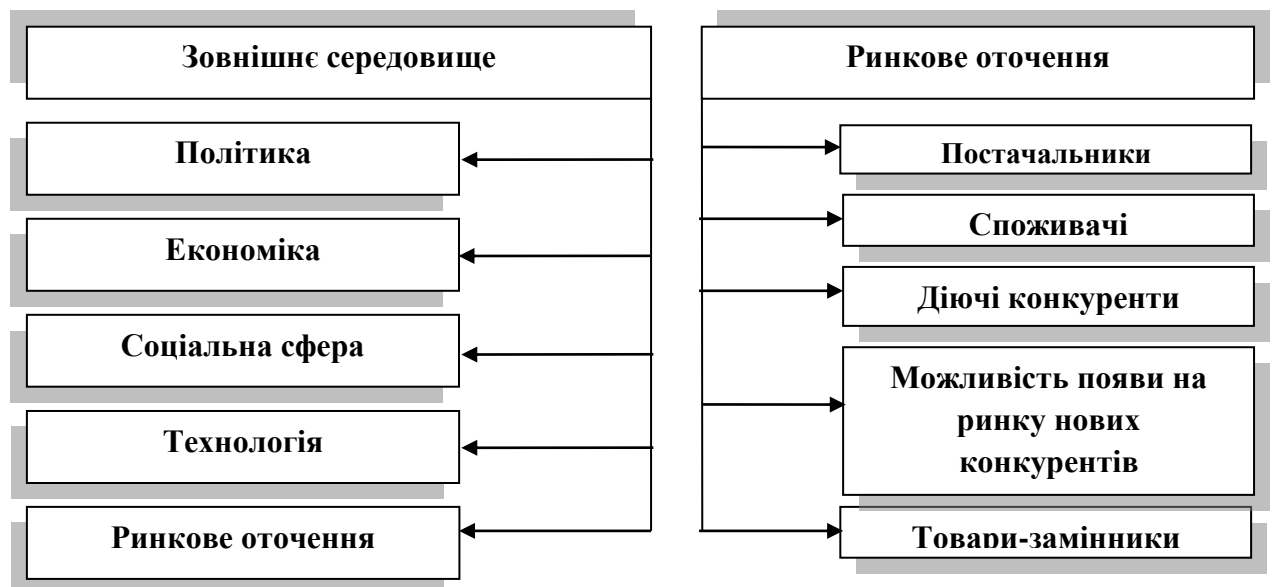 Зовнішнє середовище
Політика
Економіка
Соціальна сфера
Технологія
Ринкове оточення
Ринкове оточення
Постачальники
Споживачі
Діючі конкуренти
Можливість появи на
ринку нових
конкурентів
Товари-замінники